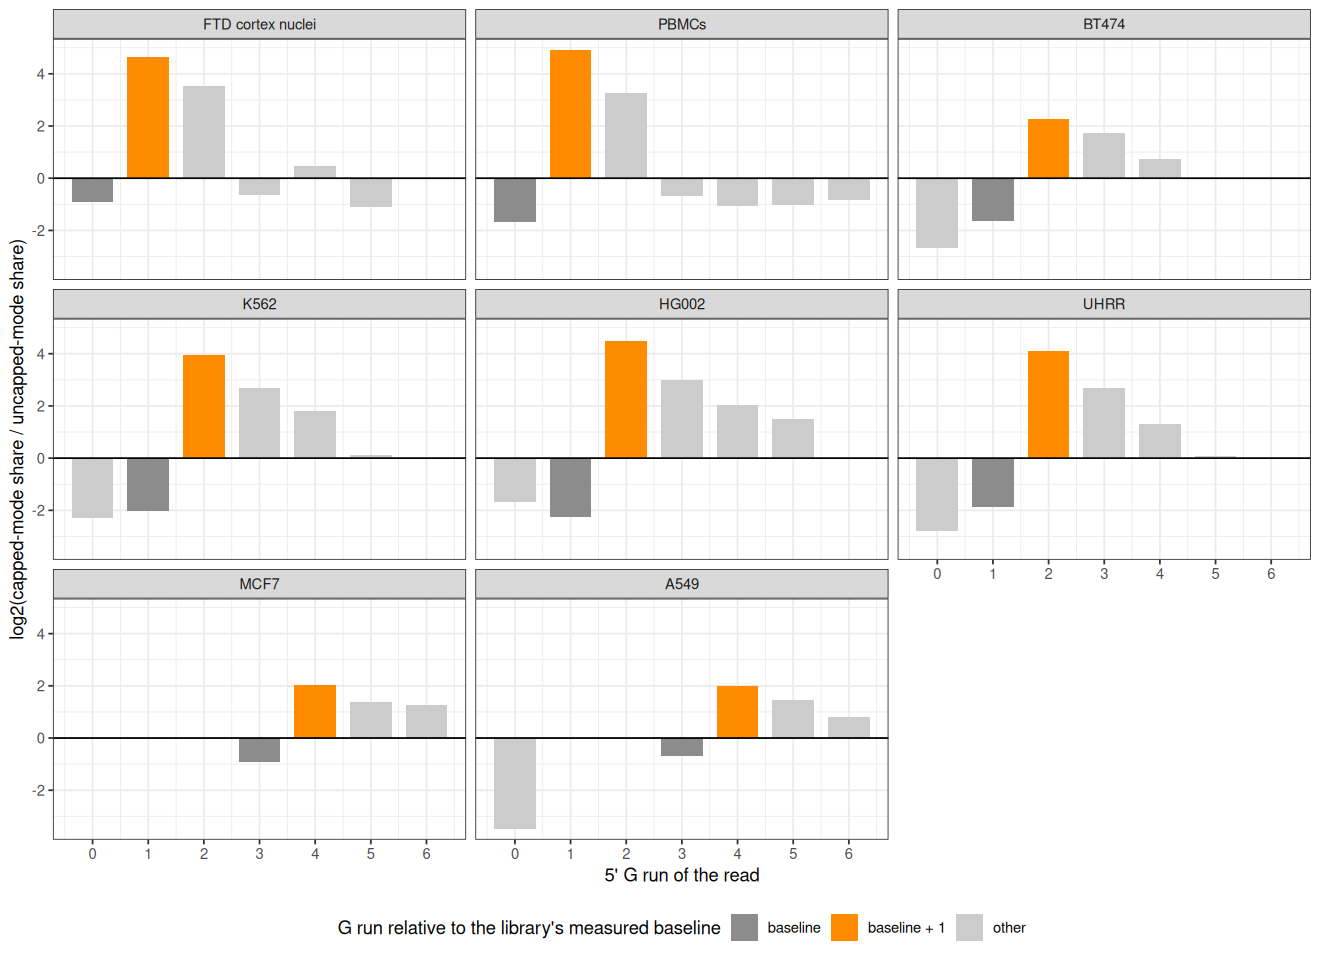 FTD cortex nuclei
PBMCs
BT474
4
2
0
-2
K562
HG002
UHRR
4
2
0
-2
0 1 2 3 4 5 6
MCF7
A549
4
2
0
-2
0 1 2 3 4 5 6
0 1 2 3 4 5 6
log2(capped-mode share / uncapped-mode share)
5' G run of the read
G run relative to the library's measured baseline baseline baseline + 1 other